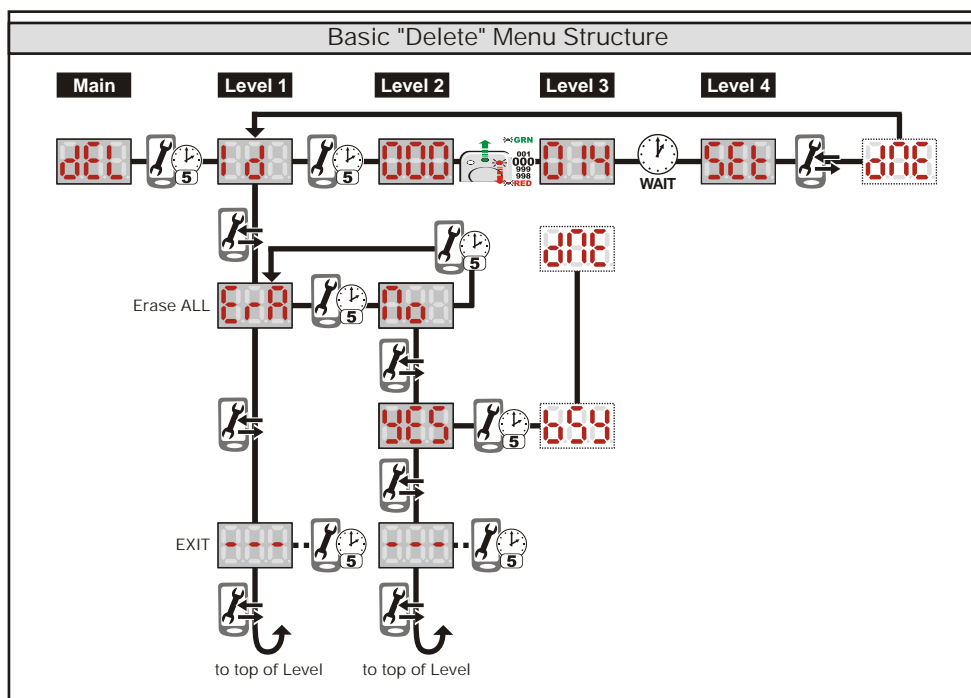 Basic "Delete" Menu Structure
Main Level 1 Level 2 Level 3 Level 4
dEL 5 Id 5 000 GRN 001 000 999 998 RED 014 WAIT SEt dNE
5 dNE
Erase ALL ErA 5 No
YES 5 bSY
EXIT --- 5 --- 5
to top of Level to top of Level